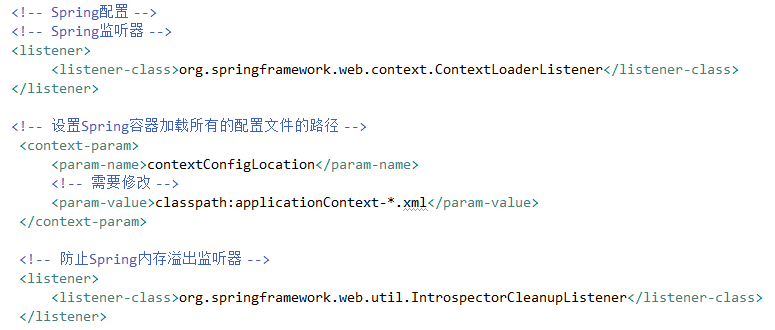 <!-- Spring配置 -->
<!-- Spring监听器 -->
<listener>
<listener-class>org.springframework.web.context.ContextLoaderListener</listener-class>
</listener>
<!-- 设置Spring容器加载所有的配置文件的路径 -->
<context-param>
<param-name>contextConfigLocation</param-name>
<!-- 需要修改 -->
<param-value>classpath:applicationContext-*.xml</param-value>
</context-param>
<!-- 防止Spring内存溢出监听器 -->
<listener>
<listener-class>org.springframework.web.util.IntrospectorCleanupListener</listener-class>
</listener>